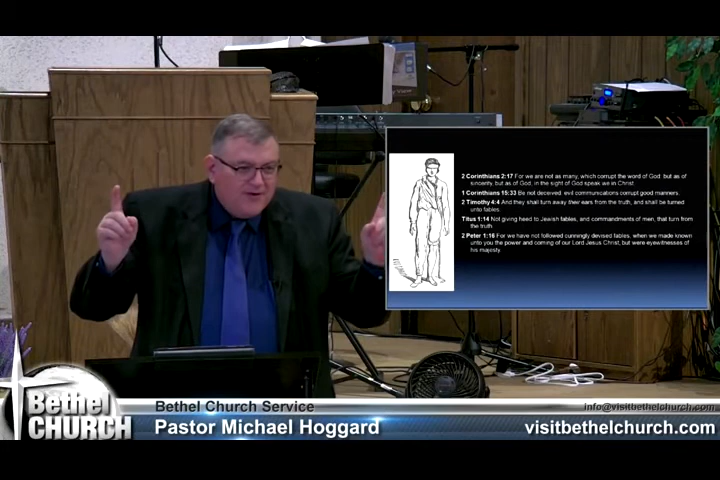 2 Corinthians 2:17 For we are not as many, which corrupt the word of God: but as of
sincerity, but as of God, in the sight of God speak we in Christ.
1 Corinthians 15:33 Be not deceived: evil communications corrupt good manners.
2 Timothy 4:4 And they shall turn away their ears from the truth, and shall be turned
unto fables.
Titus 1:14 Not giving heed to Jewish fables, and commandments of men, that turn from
the truth.
2 Peter 1:16 For we have not followed cunningly devised fables, when we made known
unto you the power and coming of our Lord Jesus Christ, but were eyewitnesses of
his majesty.
Bethel
CHURCH
Bethel Church Service
info@visitbethelchurch.com
Pastor Michael Hoggard
visitbethelchurch.com